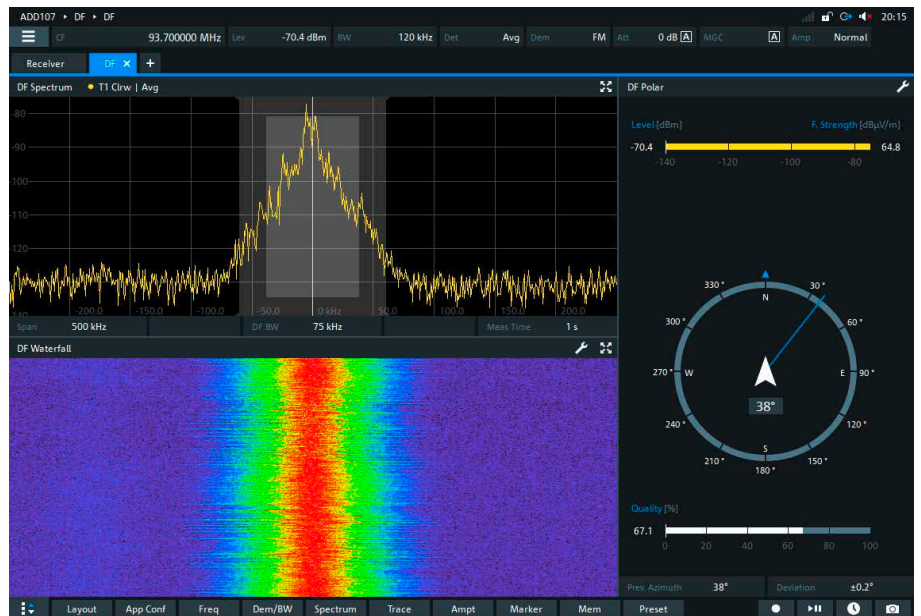 ADD107 ▸ DF ▸ DF 20:15
CF 93.700000 MHz Lev -70.4 dBm BW 120 kHz Det Avg Dem FM Att 0 dB A MGC A Amp Normal
Receiver DF × +
DF Spectrum T1 Clrw | Avg
-80
-90
-100
-110
-120
-130
-140
-200.0 -150.0 -100.0 -50.0 0 kHz 50.0 100.0 150.0 200.0
Span 500 kHz DF BW 75 kHz Meas Time 1 s
DF Waterfall
DF Polar
Level [dBm] F. Strength [dBµV/m]
-70.4 64.8
-140 -120 -100 -80
330° N 30°
300° 60°
270° W E 90°
38°
240° 120°
210° S 150°
180°
Quality [%]
67.1
0 20 40 60 80 100
Prev. Azimuth 38° Deviation ±0.2°
Layout App Conf Freq Dem/BW Spectrum Trace Ampt Marker Mem Preset